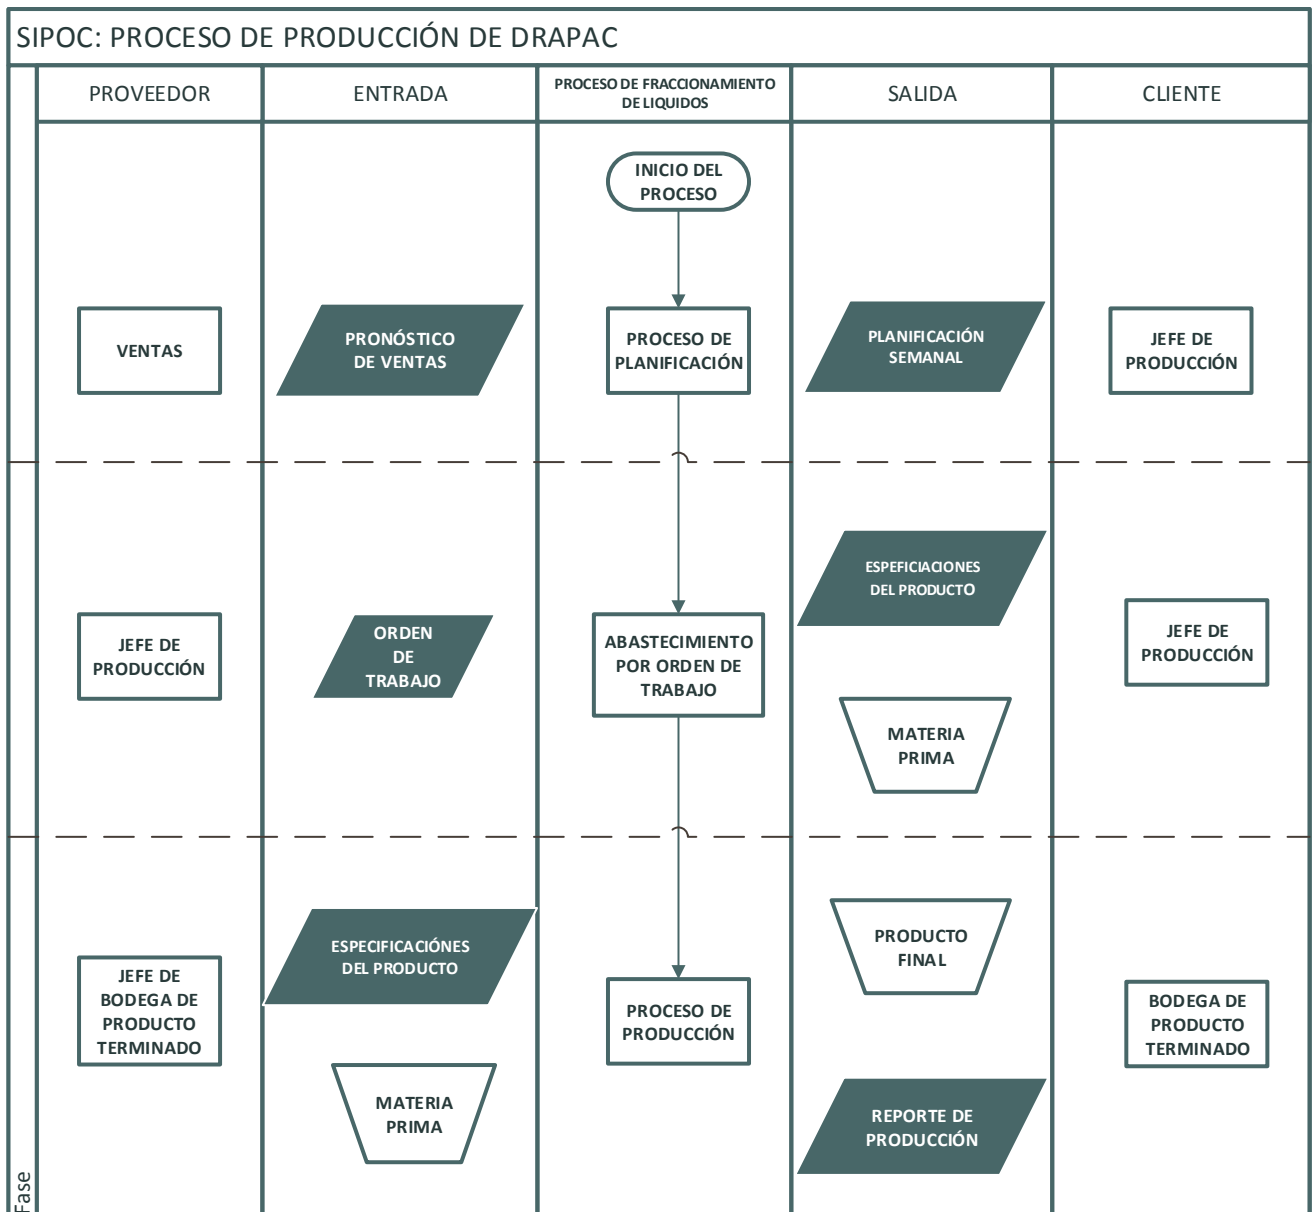 SIPOC: PROCESO DE PRODUCCIÓN DE DRAPAC
PROVEEDOR
ENTRADA
PROCESO DE FRACCIONAMIENTO
DE LIQUIDOS
SALIDA
CLIENTE
INICIO DEL
PROCESO
VENTAS
PRONÓSTICO
DE VENTAS
PROCESO DE
PLANIFICACIÓN
PLANIFICACIÓN
SEMANAL
JEFE DE
PRODUCCIÓN
JEFE DE
PRODUCCIÓN
ORDEN
DE
TRABAJO
ABASTECIMIENTO
POR ORDEN DE
TRABAJO
ESPEFICIACIONES
DEL PRODUCTO
MATERIA
PRIMA
JEFE DE
PRODUCCIÓN
JEFE DE
BODEGA DE
PRODUCTO
TERMINADO
ESPECIFICACIÓNES
DEL PRODUCTO
MATERIA
PRIMA
PROCESO DE
PRODUCCIÓN
PRODUCTO
FINAL
REPORTE DE
PRODUCCIÓN
BODEGA DE
PRODUCTO
TERMINADO
Fase